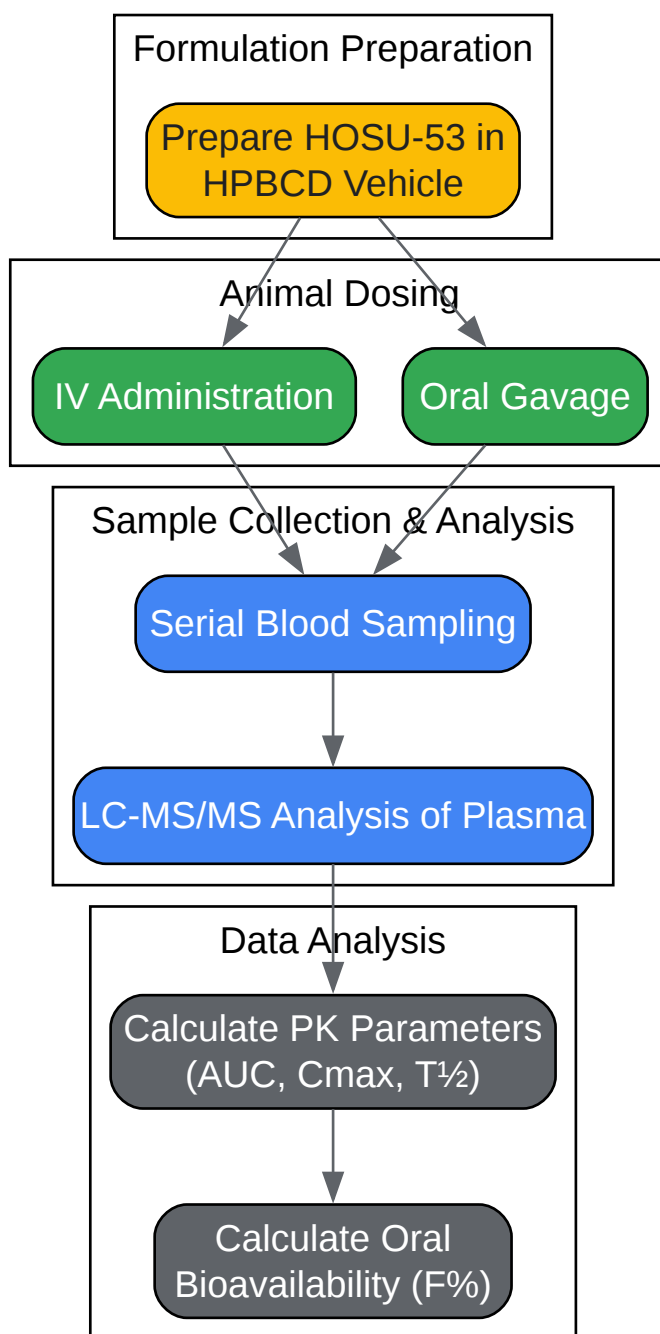 Formulation Preparation
Prepare HOSU-53 in
HPBCD Vehicle
Animal Dosing
IV Administration
Oral Gavage
Sample Collection & Analysis
Serial Blood Sampling
LC-MS/MS Analysis of Plasma
Data Analysis
Calculate PK Parameters
(AUC, Cmax, T½)
Calculate Oral
Bioavailability (F%)